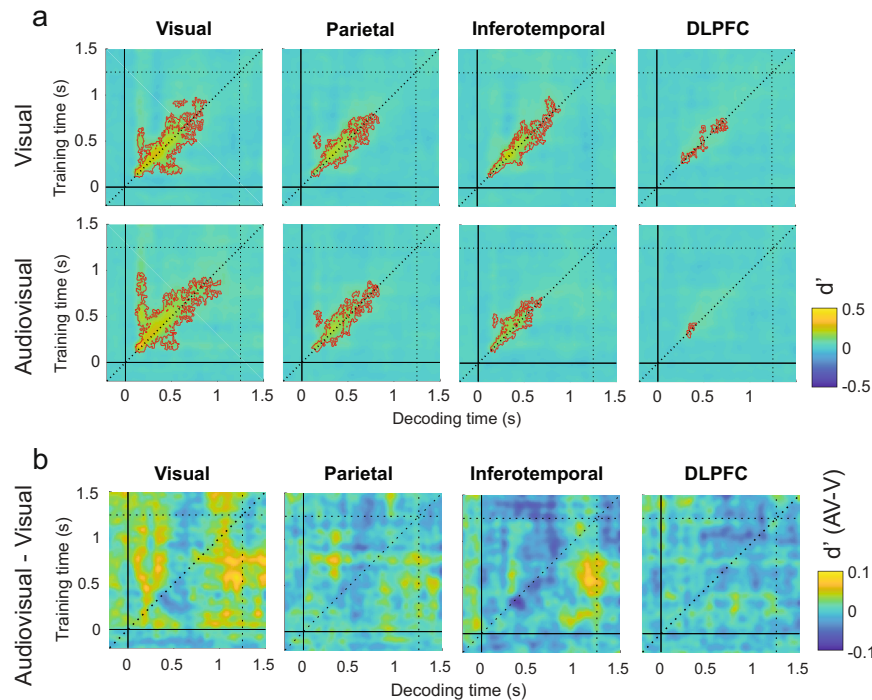 a
Visual Parietal Inferotemporal DLPFC
Visual
Training time (s)
1.5
1
0.5
0
Audiovisual
Training time (s)
1.5
1
0.5
0
0 0.5 1 1.5 0 0.5 1 1.5 0 0.5 1 1.5 0 0.5 1 1.5
Decoding time (s)
d'
0.5
0
-0.5
b
Visual Parietal Inferotemporal DLPFC
Audiovisual - Visual
Training time (s)
1.5
1
0.5
0
0 0.5 1 1.5 0 0.5 1 1.5 0 0.5 1 1.5 0 0.5 1 1.5
Decoding time (s)
d' (AV-V)
0.1
0
-0.1